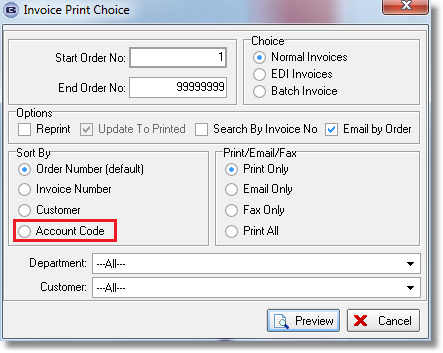 Invoice Print Choice
Start Order No: 1
End Order No: 99999999
Choice
Normal Invoices
EDI Invoices
Batch Invoice
Options
Reprint Update To Printed Search By Invoice No Email by Order
Sort By
Order Number (default)
Invoice Number
Customer
Account Code
Print/Email/Fax
Print Only
Email Only
Fax Only
Print All
Department: ---All---
Customer: ---All---
Preview Cancel